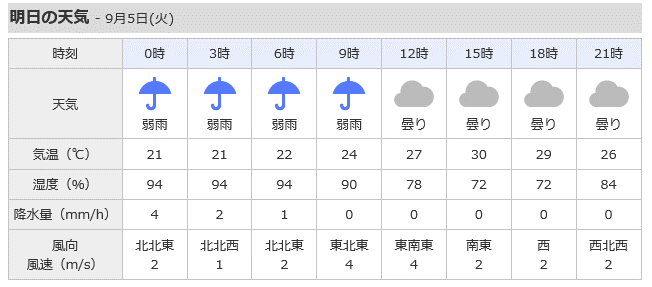 明日の天気 - 9月5日(火)
時刻 0時 3時 6時 9時 12時 15時 18時 21時
天気 弱雨 弱雨 弱雨 弱雨 曇り 曇り 曇り 曇り
気温（℃） 21 21 22 24 27 30 29 26
湿度（%） 94 94 94 90 78 72 72 84
降水量（mm/h） 4 2 1 0 0 0 0 0
風向 北北東 北北西 北北東 東北東 東南東 南東 西 西北西
風速（m/s） 2 1 2 4 4 2 2 2